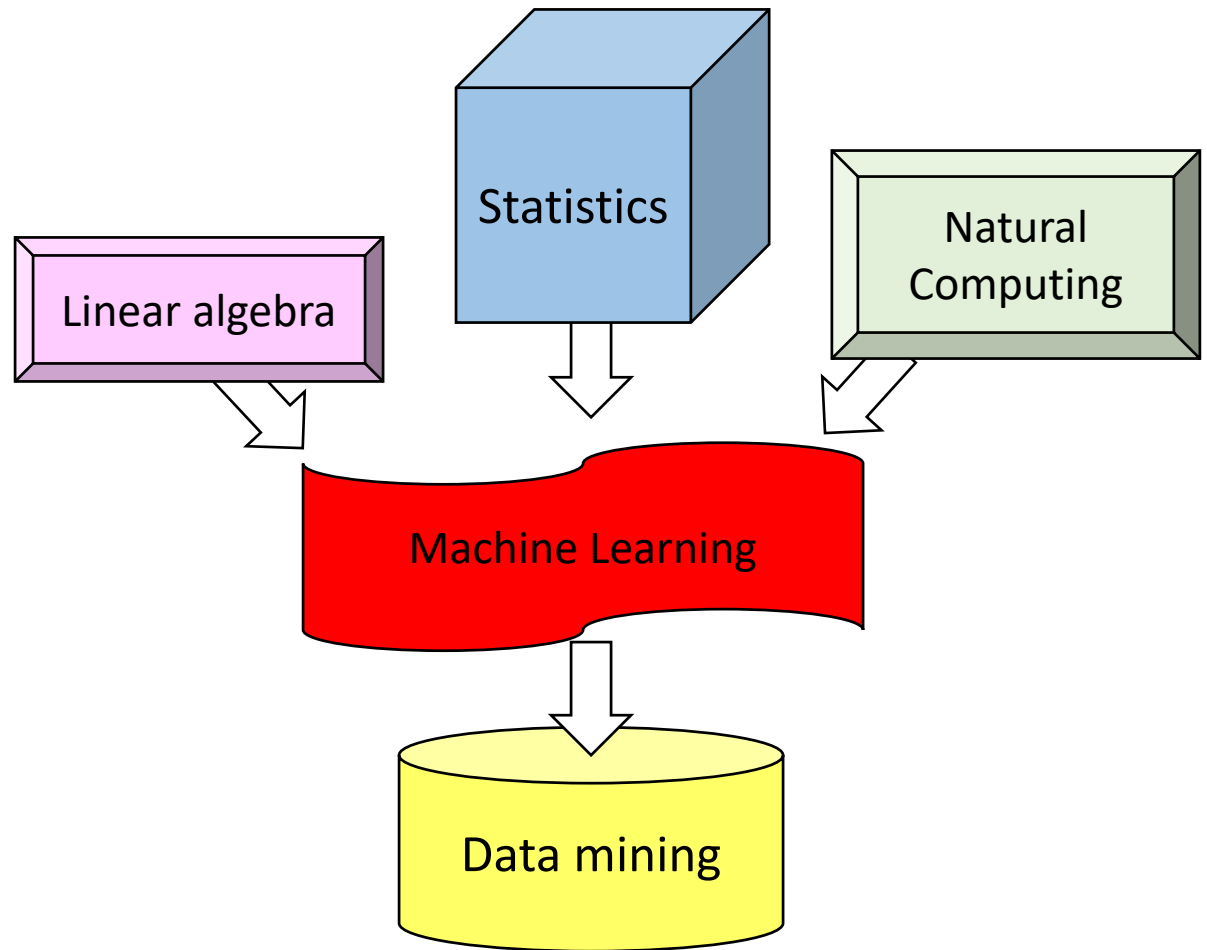 Statistics
Natural
Computing
Linear algebra
Machine Learning
Data mining